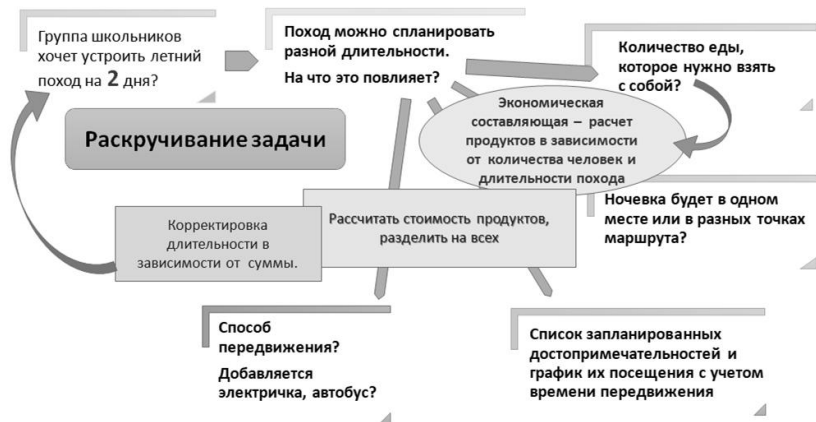 Группа школьников
хочет устроить летний
поход на 2 дня?
Поход можно спланировать
разной длительности.
На что это повлияет?
Количество еды,
которое нужно взять
с собой?
Раскручивание задачи
Экономическая
составляющая – расчет
продуктов в зависимости
от количества человек и
длительности похода
Ночевка будет в одном
месте или в разных точках
маршрута?
Рассчитать стоимость продуктов,
разделить на всех
Корректировка
длительности в
зависимости от суммы.
Способ
передвижения?
Добавляется
электричка, автобус?
Список запланированных
достопримечательностей и
график их посещения с учетом
времени передвижения